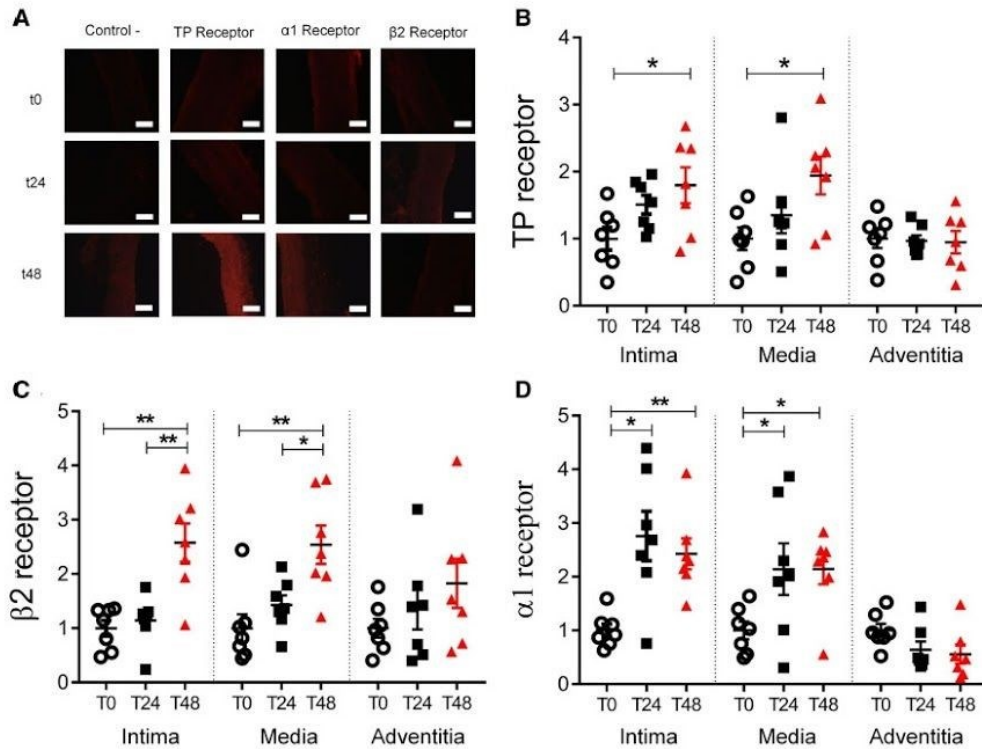 A
Control -
TP Receptor
α1 Receptor
β2 Receptor
t0
t24
t48
B
TP receptor
4
3
2
1
0
*
*
T0 T24 T48 T0 T24 T48 T0 T24 T48
Intima Media Adventitia
C
β2 receptor
5
4
3
2
1
0
**
**
**
*
T0 T24 T48 T0 T24 T48 T0 T24 T48
Intima Media Adventitia
D
α1 receptor
5
4
3
2
1
0
**
*
*
*
T0 T24 T48 T0 T24 T48 T0 T24 T48
Intima Media Adventitia